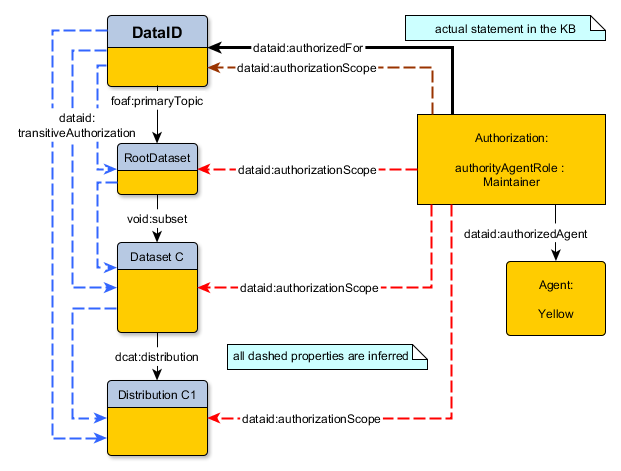 DataID
actual statement in the KB
dataid:authorizedFor
dataid:authorizationScope
foaf:primaryTopic
dataid:
transitiveAuthorization
Authorization:
authorityAgentRole :
Maintainer
RootDataset
dataid:authorizationScope
void:subset
dataid:authorizedAgent
Dataset C
dataid:authorizationScope
Agent:
Yellow
dcat:distribution
all dashed properties are inferred
Distribution C1
dataid:authorizationScope